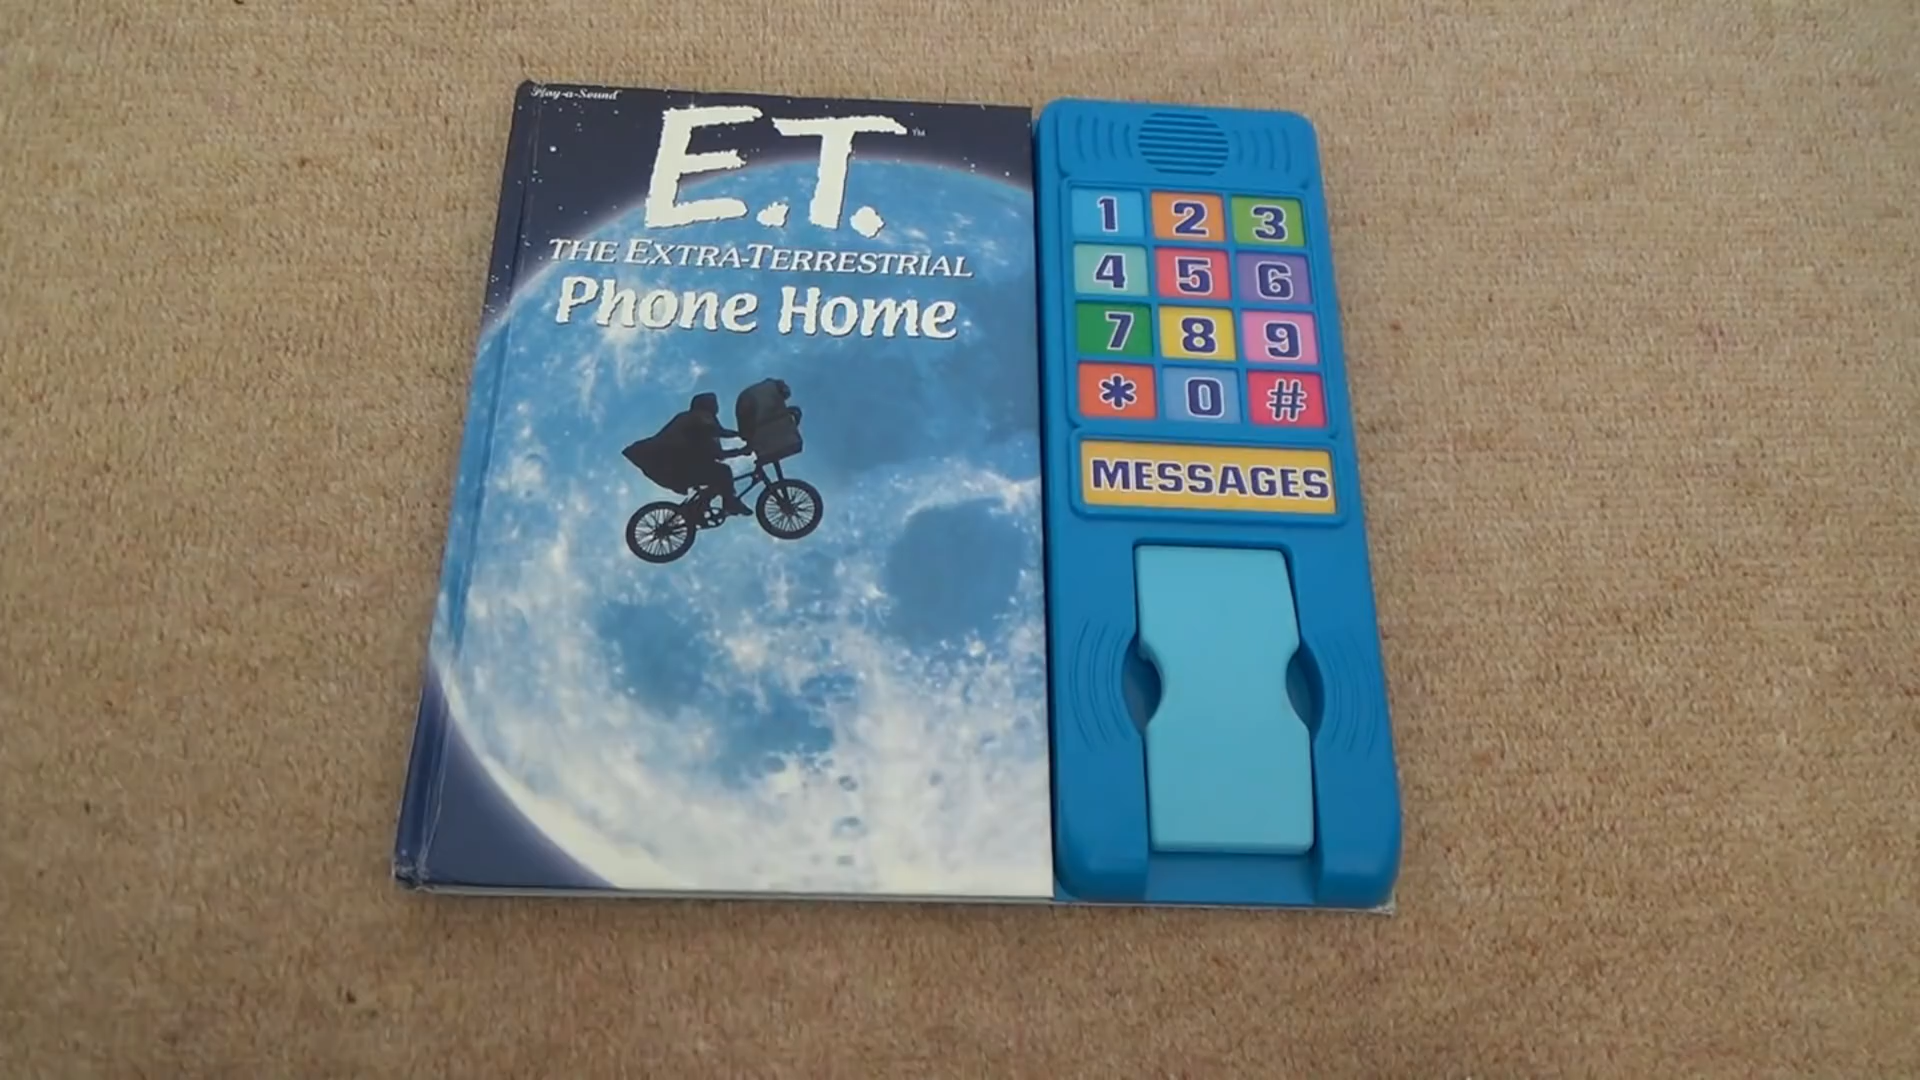 Play-a-Sound
E.T.™
THE EXTRA-TERRESTRIAL
Phone Home
1 2 3
4 5 6
7 8 9
* 0 #
MESSAGES